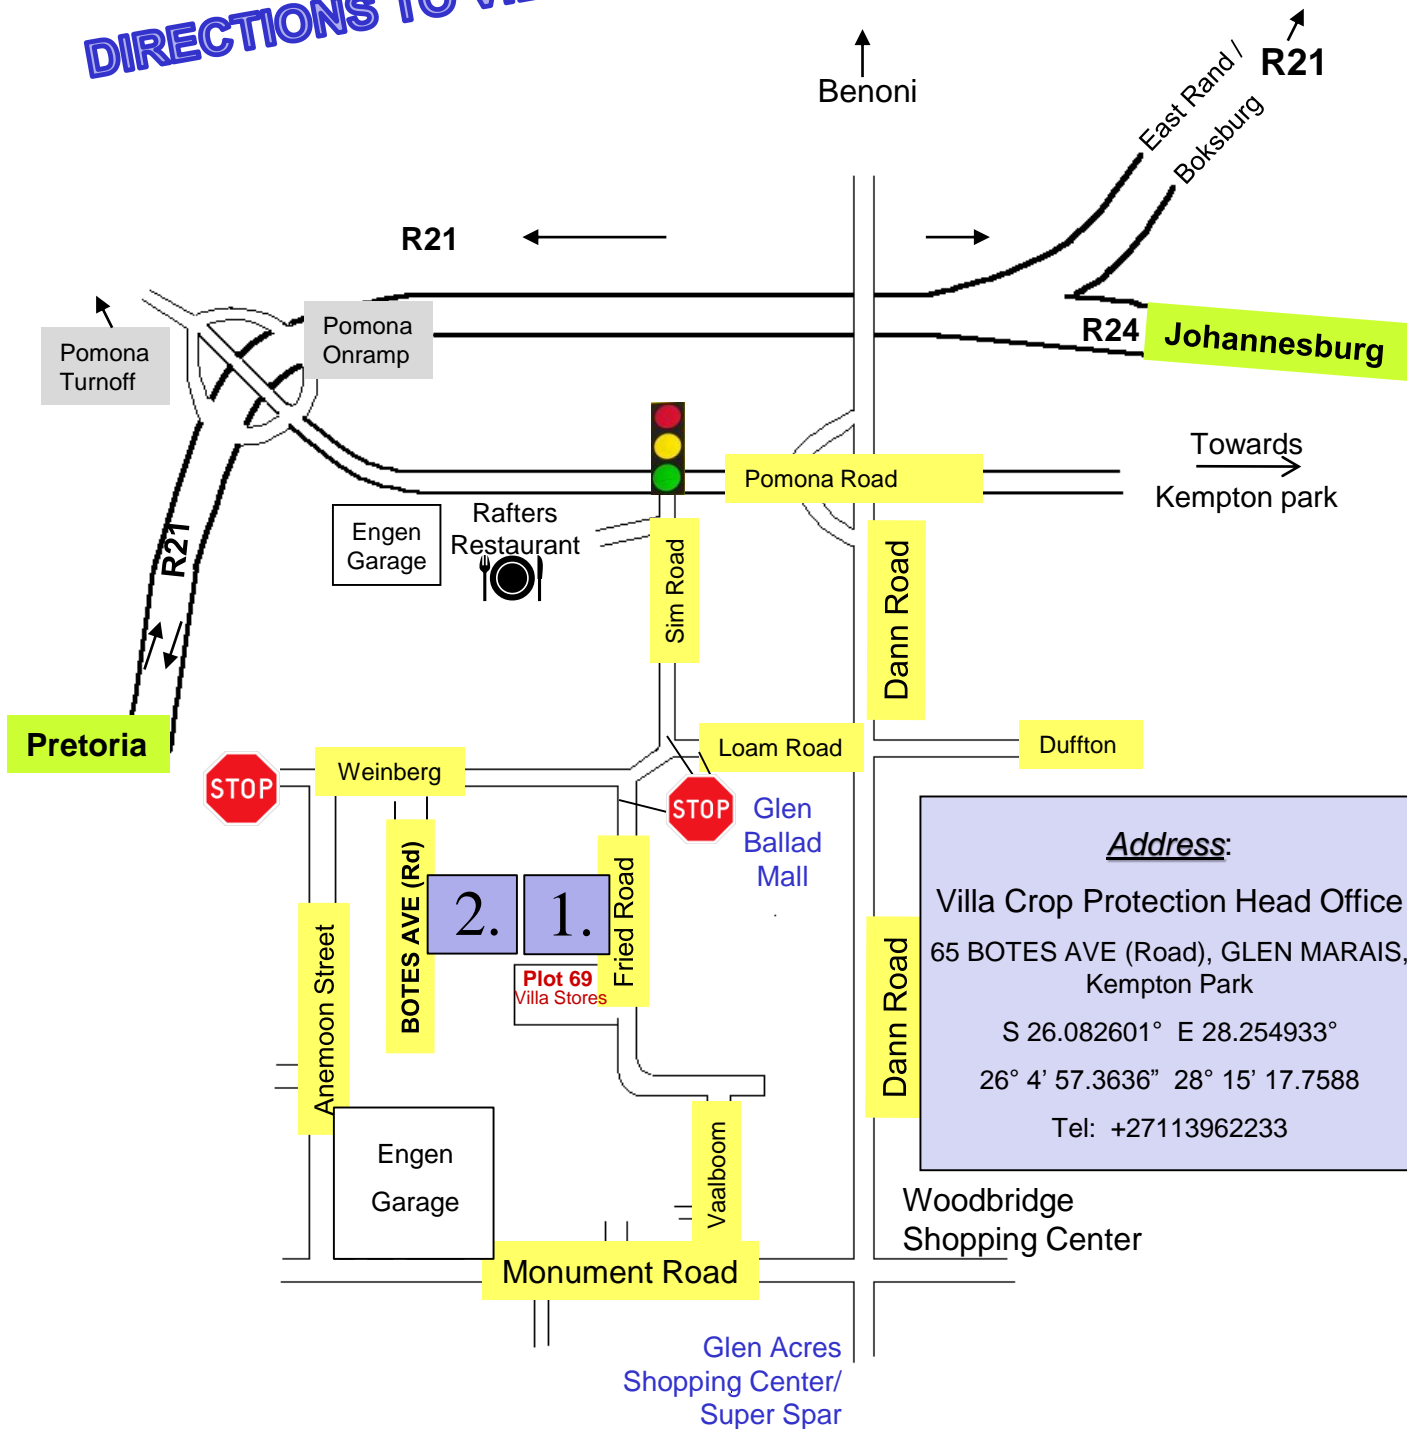 DIRECTIONS TO
Benoni
East Rand /
Boksburg
R21
R21
Pomona
Turnoff
Pomona
Onramp
R24
Johannesburg
Towards
Kempton park
Pomona Road
Engen
Garage
Rafters
Restaurant
R21
Sim Road
Dann Road
Pretoria
STOP
Weinberg
Loam Road
Duffton
STOP
Glen
Ballad
Mall
BOTES AVE (Rd)
2.
1.
Fried Road
Plot 69
Villa Stores
Anemoon Street
Dann Road
Address:
Villa Crop Protection Head Office
65 BOTES AVE (Road), GLEN MARAIS,
Kempton Park
S 26.082601° E 28.254933°
26° 4’ 57.3636” 28° 15’ 17.7588
Tel: +27113962233
Engen
Garage
Vaalboom
Woodbridge
Shopping Center
Monument Road
Glen Acres
Shopping Center/
Super Spar